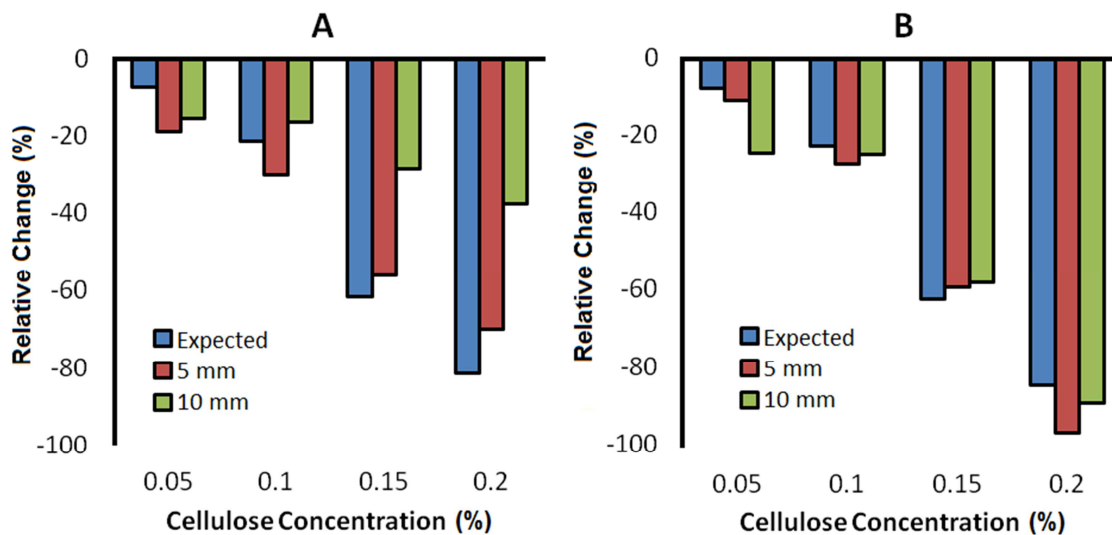 A
0
-20
-40
-60
-80
-100
Relative Change (%)
Expected
5 mm
10 mm
0.05 0.1 0.15 0.2
Cellulose Concentration (%)
B
0
-20
-40
-60
-80
-100
Relative Change (%)
Expected
5 mm
10 mm
0.05 0.1 0.15 0.2
Cellulose Concentration (%)